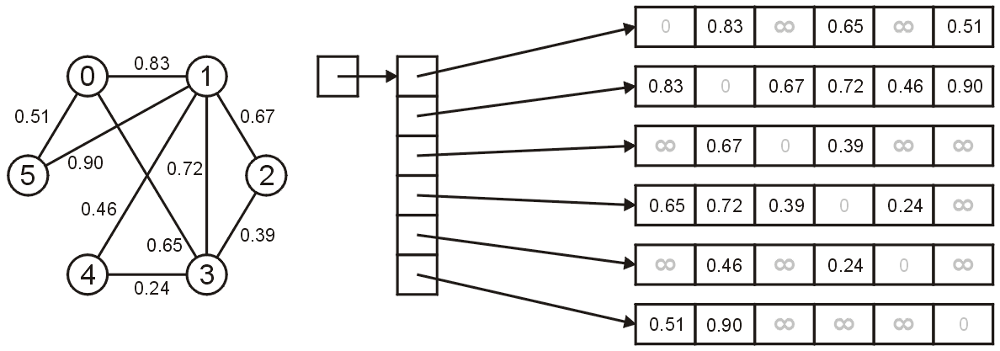 0.83
0 1
0.51 0.67
5 0.90 0.72 2
0.46
0.65 0.39
4 3
0.24
0 0.83 ∞ 0.65 ∞ 0.51
0.83 0 0.67 0.72 0.46 0.90
∞ 0.67 0 0.39 ∞ ∞
0.65 0.72 0.39 0 0.24 ∞
∞ 0.46 ∞ 0.24 0 ∞
0.51 0.90 ∞ ∞ ∞ 0